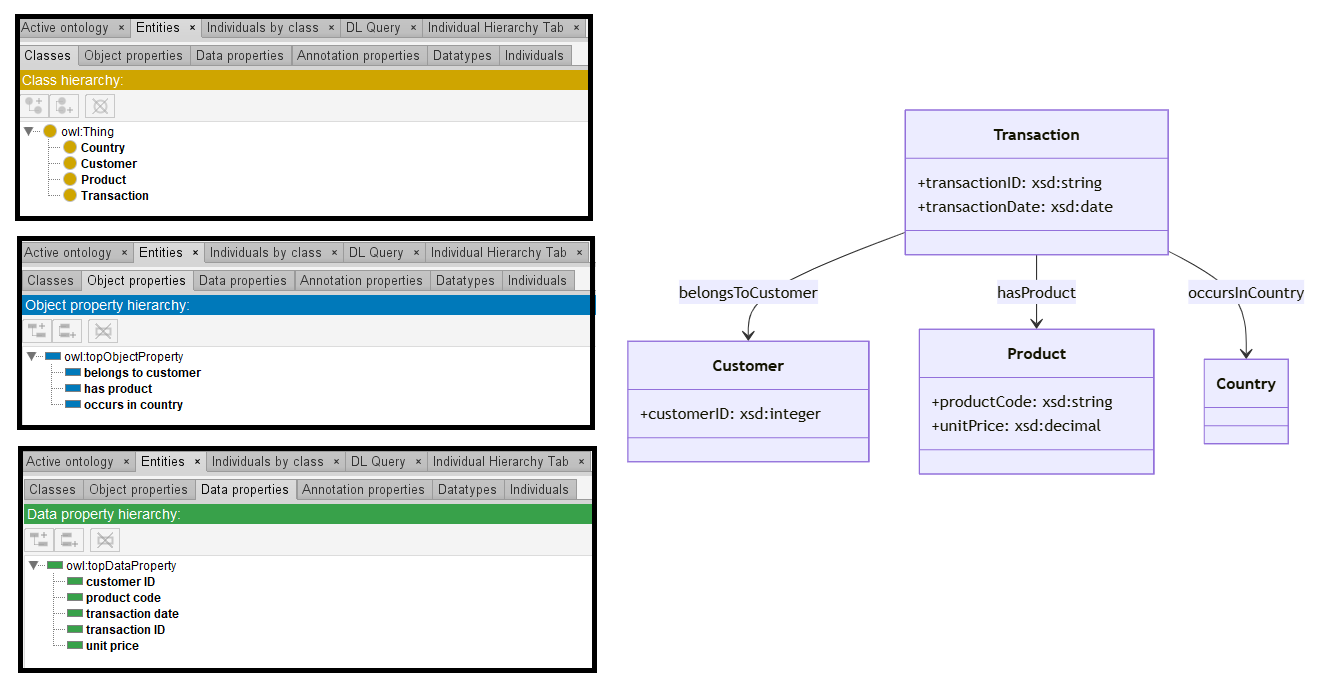 Active ontology × Entities × Individuals by class × DL Query × Individual Hierarchy Tab ×
Classes Object properties Data properties Annotation properties Datatypes Individuals
Class hierarchy:
owl:Thing
Country
Customer
Product
Transaction
Active ontology × Entities × Individuals by class × DL Query × Individual Hierarchy Tab ×
Classes Object properties Data properties Annotation properties Datatypes Individuals
Object property hierarchy:
owl:topObjectProperty
belongs to customer
has product
occurs in country
Active ontology × Entities × Individuals by class × DL Query × Individual Hierarchy Tab ×
Classes Object properties Data properties Annotation properties Datatypes Individuals
Data property hierarchy:
owl:topDataProperty
customer ID
product code
transaction date
transaction ID
unit price
Transaction
+transactionID: xsd:string
+transactionDate: xsd:date
belongsToCustomer
hasProduct
occursInCountry
Customer
+customerID: xsd:integer
Product
+productCode: xsd:string
+unitPrice: xsd:decimal
Country